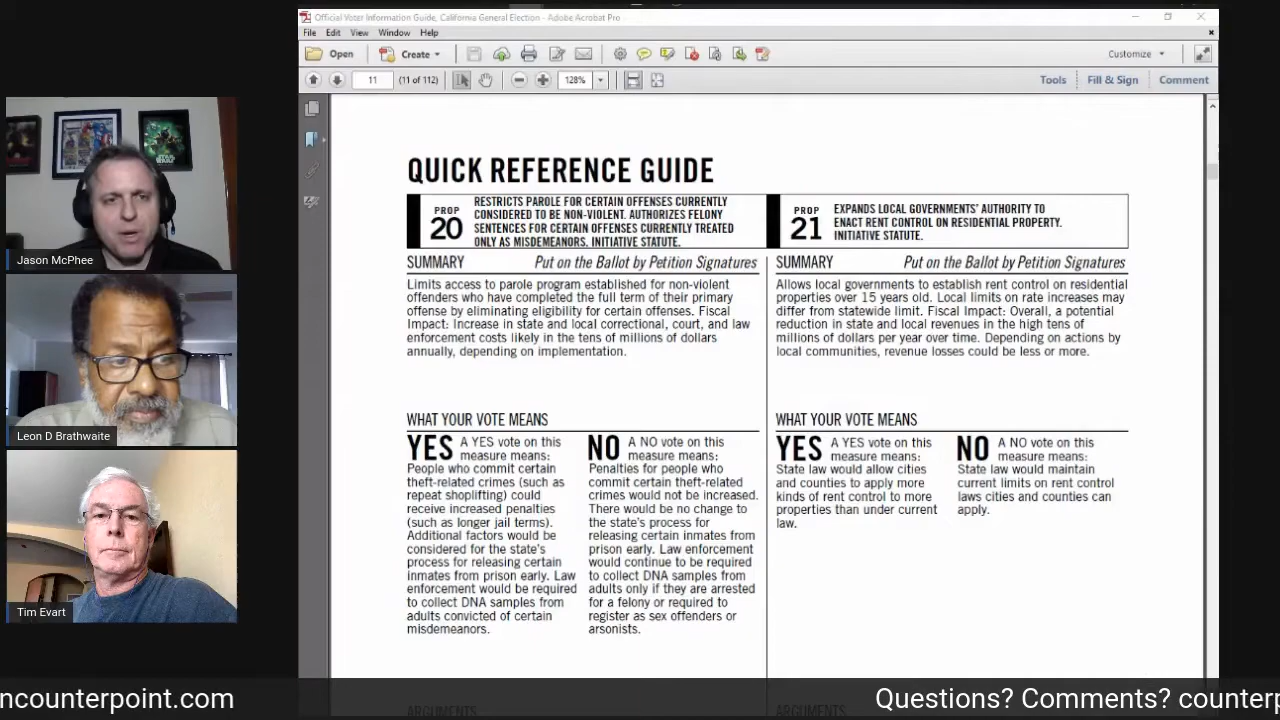 Official Voter Information Guide, California General Election - Adobe Acrobat Pro
File Edit View Window Help
Open
Create
Customize
11
(11 of 112)
128%
Tools
Fill & Sign
Comment
STAR WARS
Jason McPhee
Leon D Brathwaite
Tim Evart
QUICK REFERENCE GUIDE
PROP
20
RESTRICTS PAROLE FOR CERTAIN OFFENSES CURRENTLY
CONSIDERED TO BE NON-VIOLENT. AUTHORIZES FELONY
SENTENCES FOR CERTAIN OFFENSES CURRENTLY TREATED
ONLY AS MISDEMEANORS. INITIATIVE STATUTE.
SUMMARY
Put on the Ballot by Petition Signatures
Limits access to parole program established for non-violent
offenders who have completed the full term of their primary
offense by eliminating eligibility for certain offenses. Fiscal
Impact: Increase in state and local correctional, court, and law
enforcement costs likely in the tens of millions of dollars
annually, depending on implementation.
WHAT YOUR VOTE MEANS
YES A YES vote on this
measure means:
People who commit certain
theft-related crimes (such as
repeat shoplifting) could
receive increased penalties
(such as longer jail terms).
Additional factors would be
considered for the state's
process for releasing certain
inmates from prison early. Law
enforcement would be required
to collect DNA samples from
adults convicted of certain
misdemeanors.
NO A NO vote on this
measure means:
Penalties for people who
commit certain theft-related
crimes would not be increased.
There would be no change to
the state's process for
releasing certain inmates from
prison early. Law enforcement
would continue to be required
to collect DNA samples from
adults only if they are arrested
for a felony or required to
register as sex offenders or
arsonists.
ARGUMENTS
PROP
21
EXPANDS LOCAL GOVERNMENTS' AUTHORITY TO
ENACT RENT CONTROL ON RESIDENTIAL PROPERTY.
INITIATIVE STATUTE.
SUMMARY
Put on the Ballot by Petition Signatures
Allows local governments to establish rent control on residential
properties over 15 years old. Local limits on rate increases may
differ from statewide limit. Fiscal Impact: Overall, a potential
reduction in state and local revenues in the high tens of
millions of dollars per year over time. Depending on actions by
local communities, revenue losses could be less or more.
WHAT YOUR VOTE MEANS
YES A YES vote on this
measure means:
State law would allow cities
and counties to apply more
kinds of rent control to more
properties than under current
law.
NO A NO vote on this
measure means:
State law would maintain
current limits on rent control
laws cities and counties can
apply.
ARGUMENTS
ncounterpoint.com
Questions? Comments? counterp